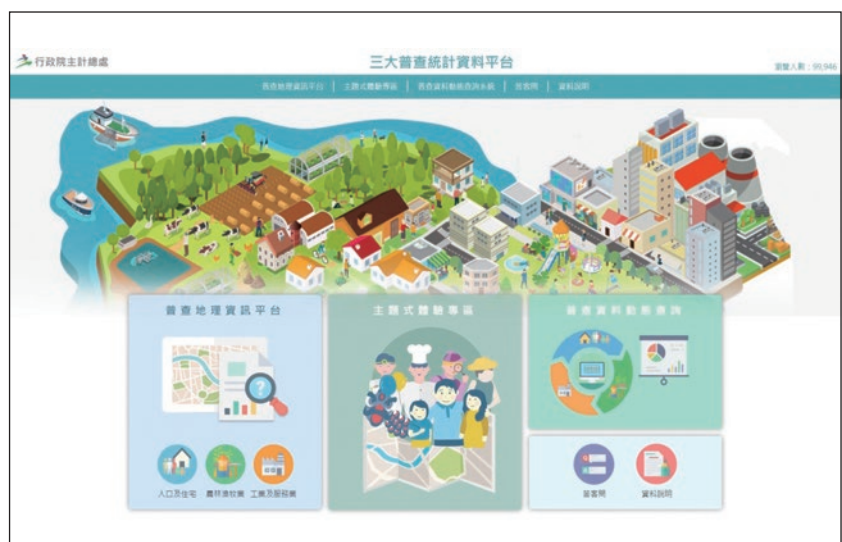 行政院主計總處
三大普查統計資料平台
瀏覽人數：99,946
普查地理資訊平台 | 主題式體驗專區 | 普查資料動態查詢系統 | 普客問 | 資料說明
普查地理資訊平台
主題式體驗專區
普查資料動態查詢
人口及住宅 農林漁牧業 工業及服務業
普客問 資料說明